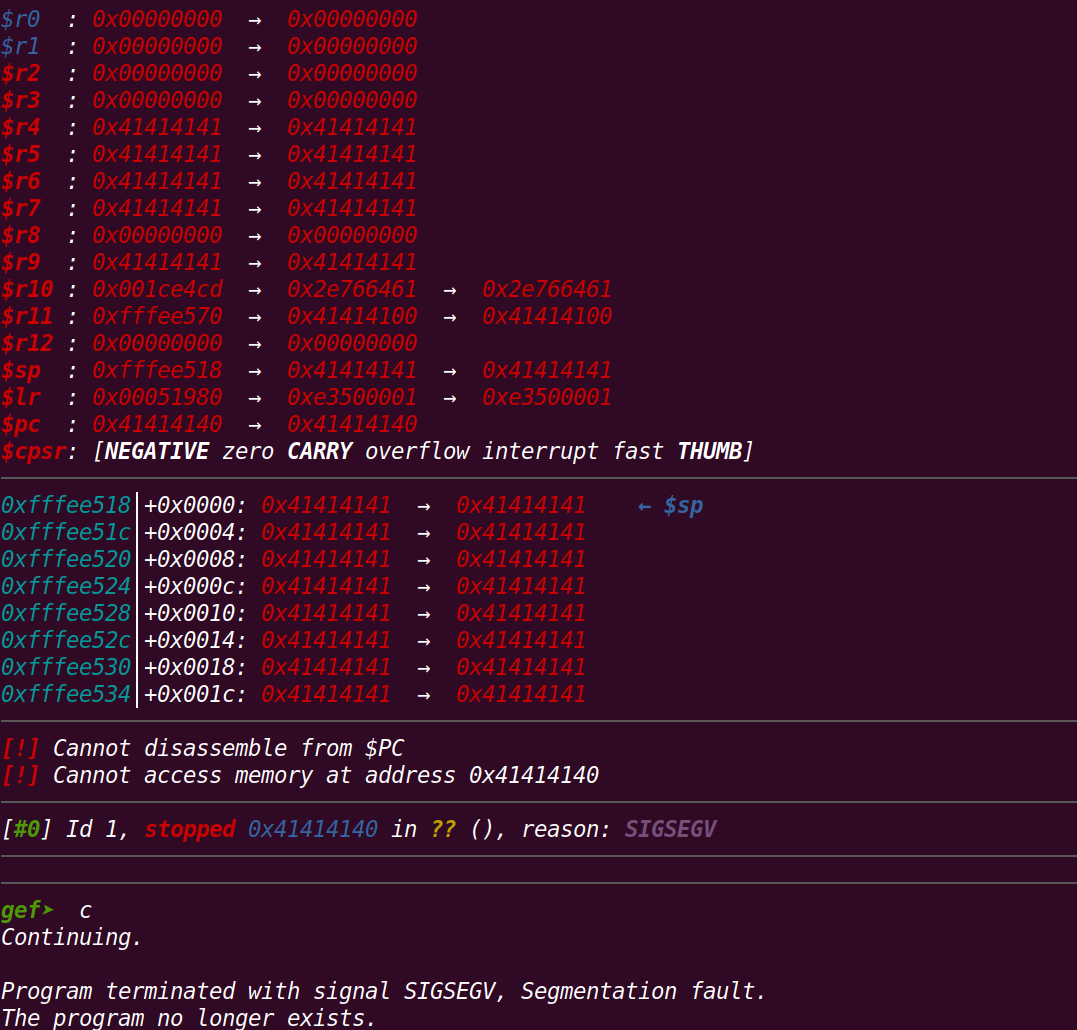 $r0  : 0x00000000  →  0x00000000
$r1  : 0x00000000  →  0x00000000
$r2  : 0x00000000  →  0x00000000
$r3  : 0x00000000  →  0x00000000
$r4  : 0x41414141  →  0x41414141
$r5  : 0x41414141  →  0x41414141
$r6  : 0x41414141  →  0x41414141
$r7  : 0x41414141  →  0x41414141
$r8  : 0x00000000  →  0x00000000
$r9  : 0x41414141  →  0x41414141
$r10 : 0x001ce4cd  →  0x2e766461  →  0x2e766461
$r11 : 0xfffee570  →  0x41414100  →  0x41414100
$r12 : 0x00000000  →  0x00000000
$sp  : 0xfffee518  →  0x41414141  →  0x41414141
$lr  : 0x00051980  →  0xe3500001  →  0xe3500001
$pc  : 0x41414140  →  0x41414140
$cpsr: [NEGATIVE zero CARRY overflow interrupt fast THUMB]
0xfffee518│+0x0000: 0x41414141  →  0x41414141    ← $sp
0xfffee51c│+0x0004: 0x41414141  →  0x41414141
0xfffee520│+0x0008: 0x41414141  →  0x41414141
0xfffee524│+0x000c: 0x41414141  →  0x41414141
0xfffee528│+0x0010: 0x41414141  →  0x41414141
0xfffee52c│+0x0014: 0x41414141  →  0x41414141
0xfffee530│+0x0018: 0x41414141  →  0x41414141
0xfffee534│+0x001c: 0x41414141  →  0x41414141
[!] Cannot disassemble from $PC
[!] Cannot access memory at address 0x41414140
[#0] Id 1, stopped 0x41414140 in ?? (), reason: SIGSEGV
gef➤  c
Continuing.
Program terminated with signal SIGSEGV, Segmentation fault.
The program no longer exists.